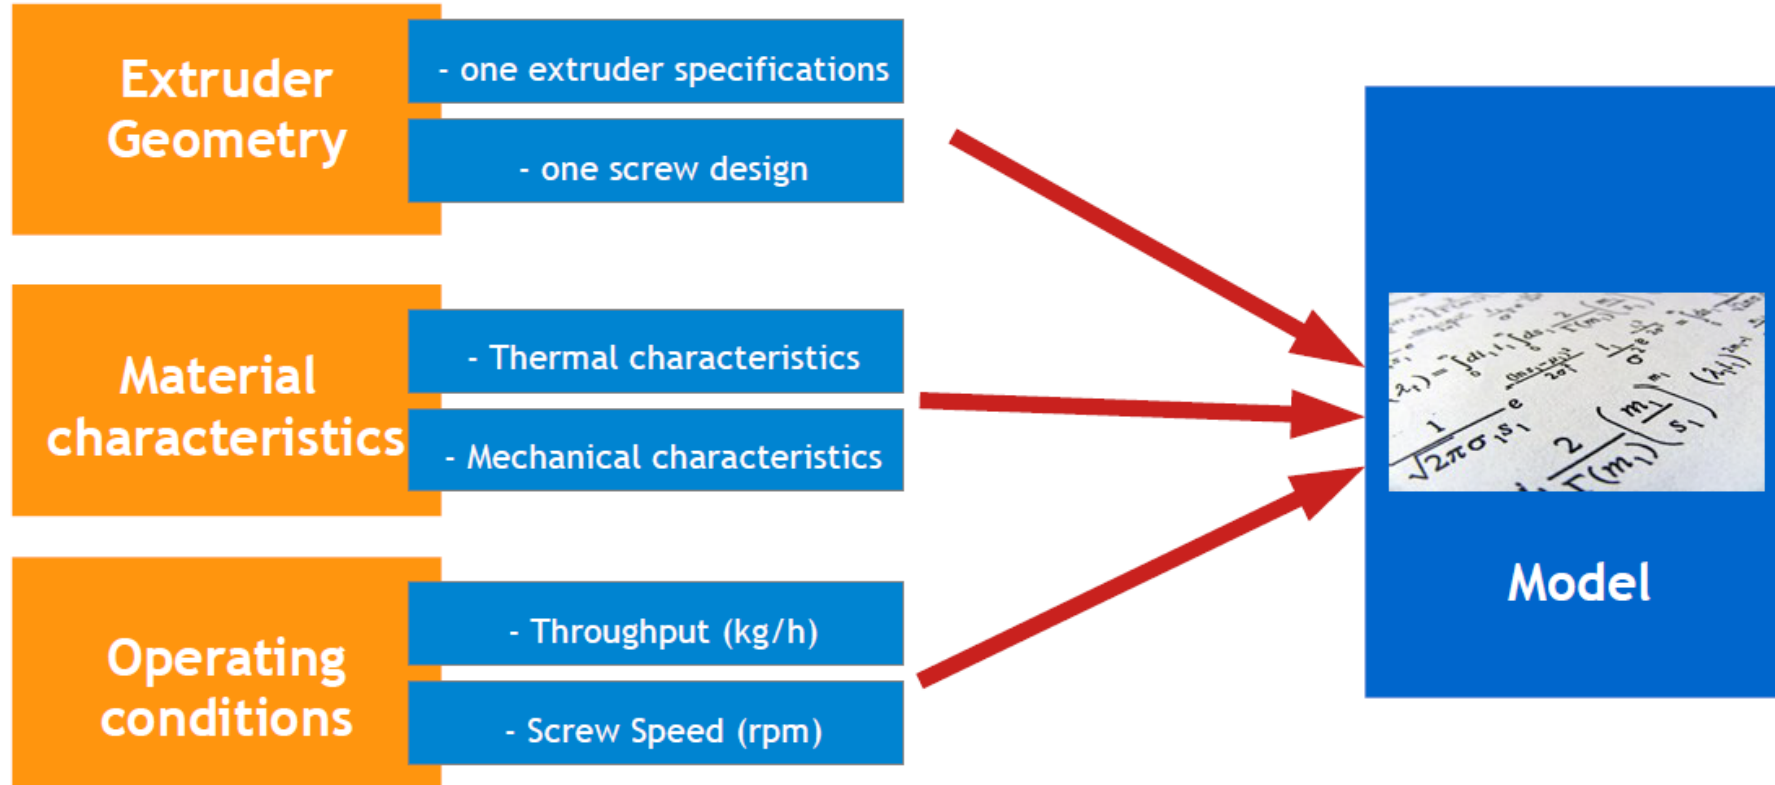 Extruder
Geometry
- one extruder specifications
- one screw design
Material
characteristics
- Thermal characteristics
- Mechanical characteristics
Operating
conditions
- Throughput (kg/h)
- Screw Speed (rpm)
Model